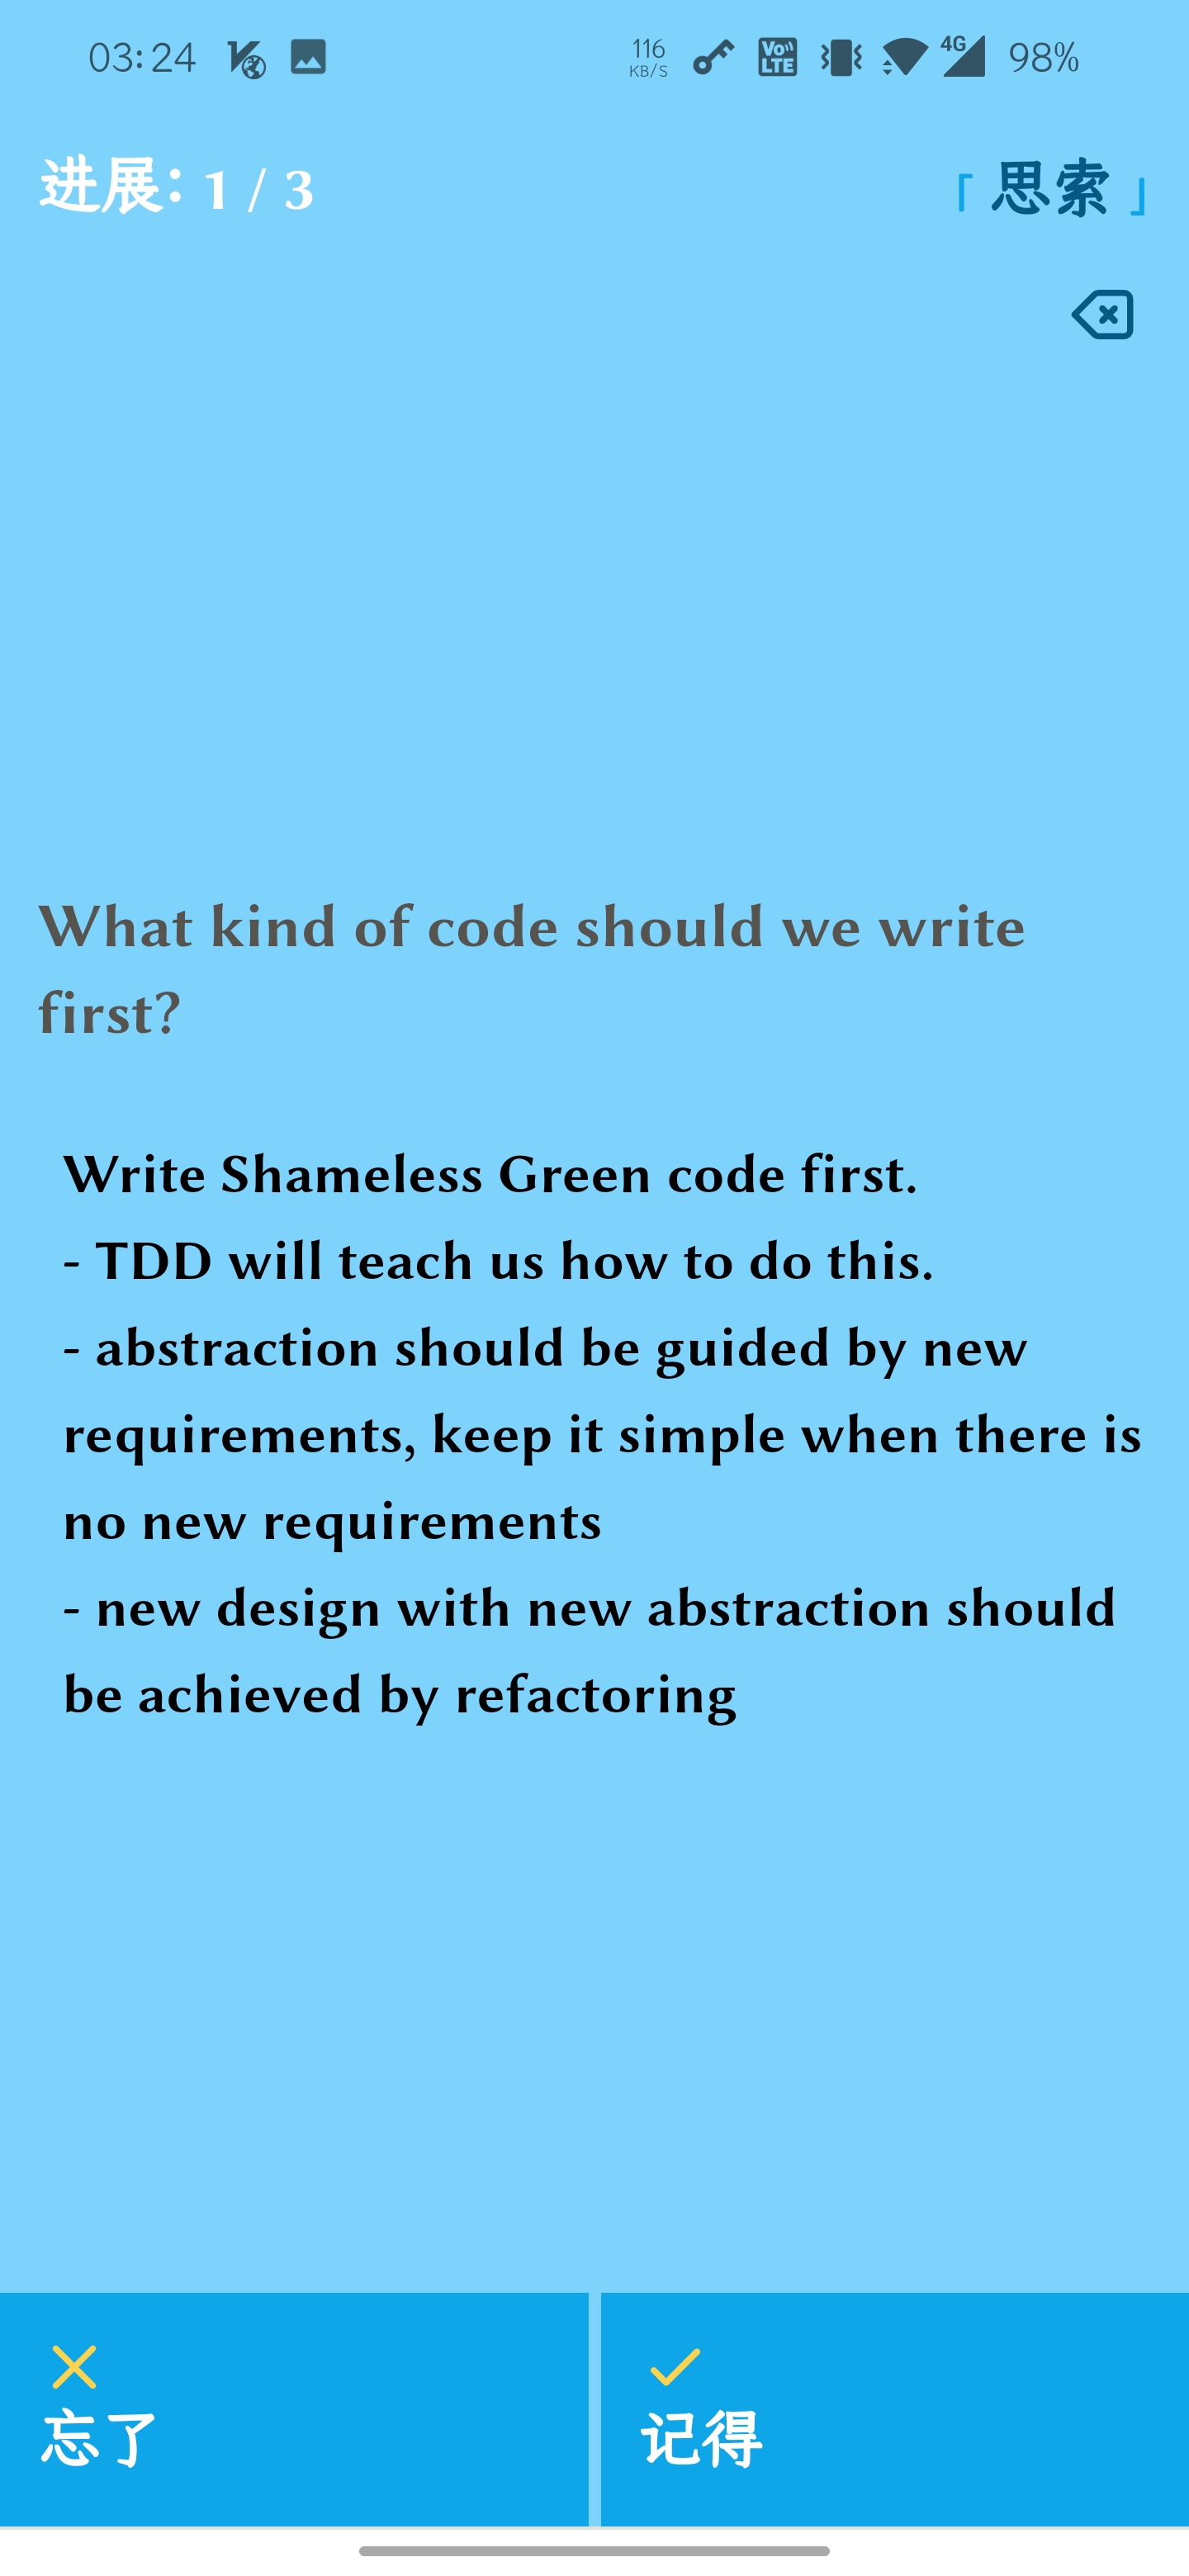 03:24 116 KB/S Vo LTE 4G 98%
进展: 1 / 3 「 思索 」
What kind of code should we write
first?
Write Shameless Green code first.
- TDD will teach us how to do this.
- abstraction should be guided by new
requirements, keep it simple when there is
no new requirements
- new design with new abstraction should
be achieved by refactoring
忘了 记得